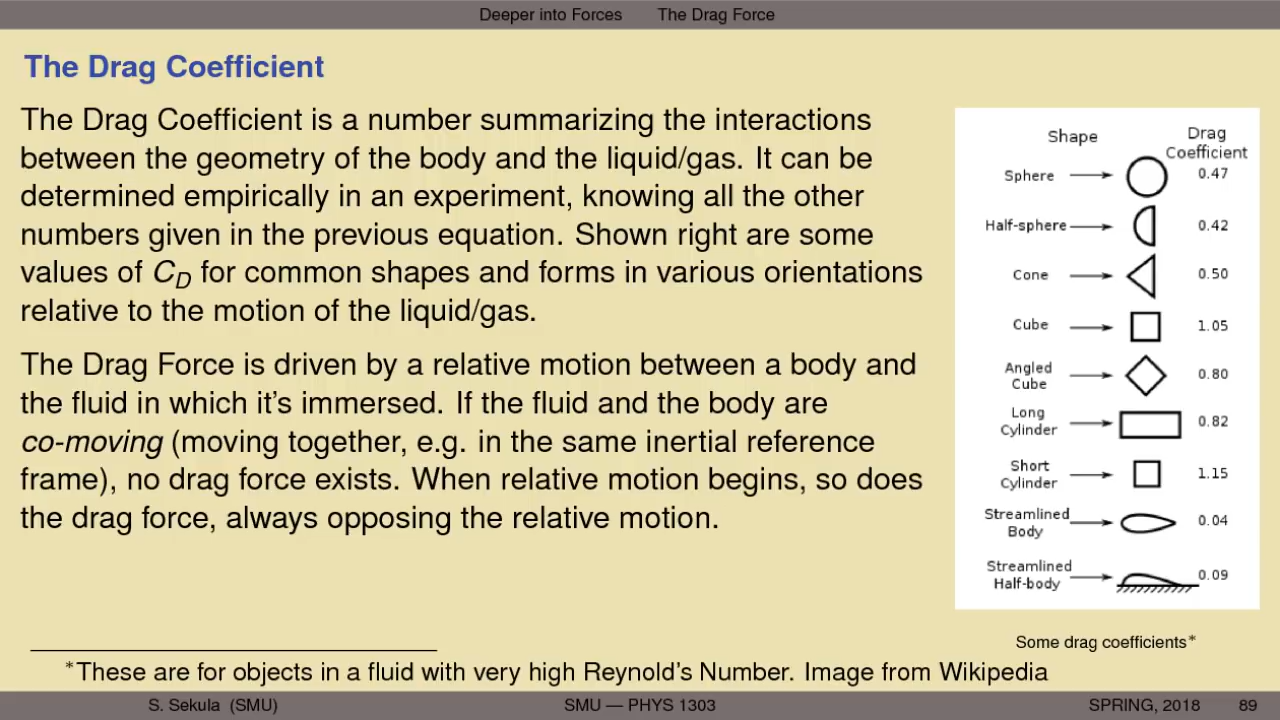 Deeper into Forces The Drag Force
The Drag Coefficient
The Drag Coefficient is a number summarizing the interactions
between the geometry of the body and the liquid/gas. It can be
determined empirically in an experiment, knowing all the other
numbers given in the previous equation. Shown right are some
values of C_D for common shapes and forms in various orientations
relative to the motion of the liquid/gas.
The Drag Force is driven by a relative motion between a body and
the fluid in which it's immersed. If the fluid and the body are
co-moving (moving together, e.g. in the same inertial reference
frame), no drag force exists. When relative motion begins, so does
the drag force, always opposing the relative motion.
Shape Drag
Coefficient
Sphere 0.47
Half-sphere 0.42
Cone 0.50
Cube 1.05
Angled
Cube 0.80
Long
Cylinder 0.82
Short
Cylinder 1.15
Streamlined
Body 0.04
Streamlined
Half-body 0.09
Some drag coefficients*
*These are for objects in a fluid with very high Reynold's Number. Image from Wikipedia
S. Sekula (SMU) SMU — PHYS 1303 SPRING, 2018 89